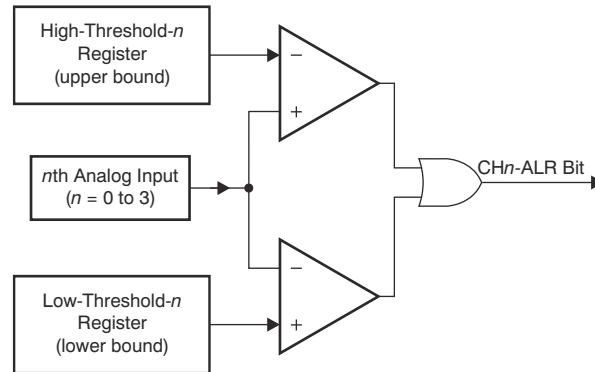 High-Threshold-n
Register
(upper bound)
−
+
nth Analog Input
(n = 0 to 3)
CHn-ALR Bit
−
+
Low-Threshold-n
Register
(lower bound)